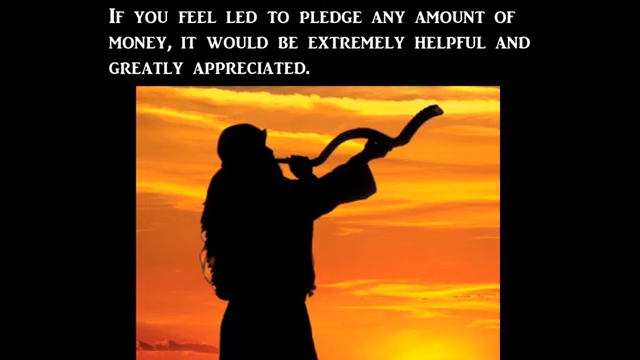 If you feel led to pledge any amount of
money, it would be extremely helpful and
greatly appreciated.